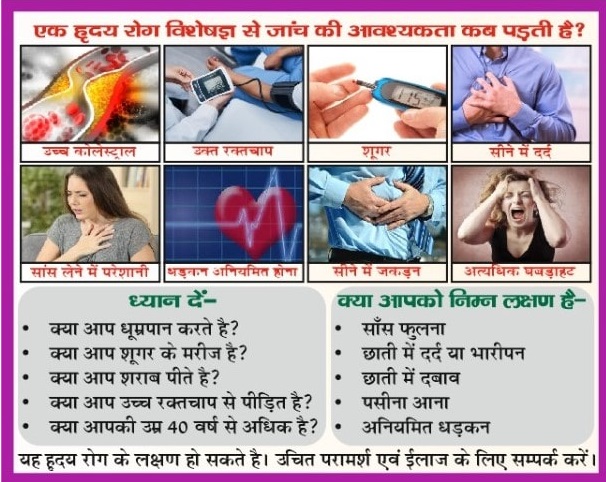 एक हृदय रोग विशेषज्ञ से जांच की आवश्यकता कब पड़ती है?
उच्च कोलेस्ट्राल
उक्त रक्तचाप
शूगर
सीने में दर्द
सांस लेने में परेशानी
धड़कन अनियमित होना
सीने में जकड़न
अत्यधिक घबड़ाहट
ध्यान दें–
क्या आप धूम्रपान करते है?
क्या आप शूगर के मरीज है?
क्या आप शराब पीते है?
क्या आप उच्च रक्तचाप से पीड़ित है?
क्या आपकी उम्र 40 वर्ष से अधिक है?
क्या आपको निम्न लक्षण है–
साँस फुलना
छाती में दर्द या भारीपन
छाती में दबाव
पसीना आना
अनियमित धड़कन
यह हृदय रोग के लक्षण हो सकते है। उचित परामर्श एवं ईलाज के लिए सम्पर्क करें।